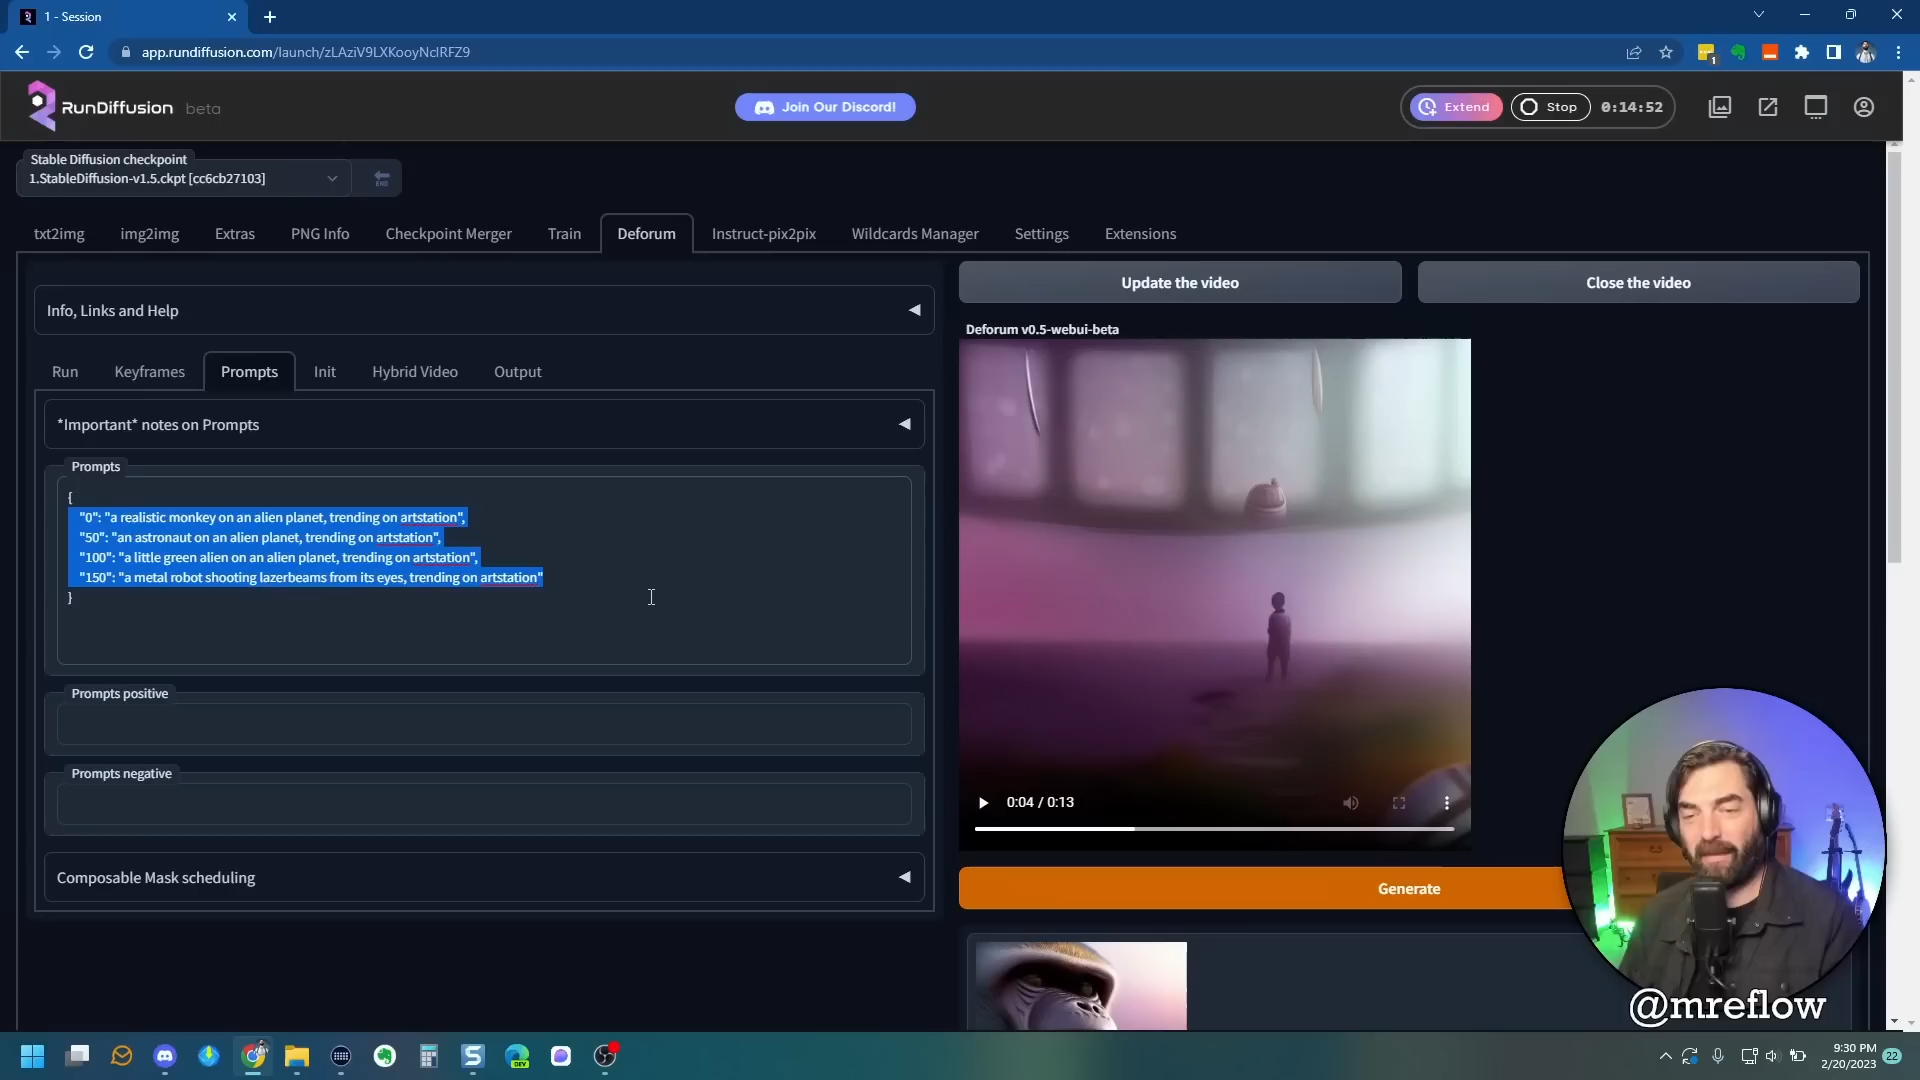 1 - Session
app.rundiffusion.com/launch/zLAziV9LXKooyNclRFZ9
1
RunDiffusion beta
Join Our Discord!
Extend
Stop
0:14:52
Stable Diffusion checkpoint
1.StableDiffusion-v1.5.ckpt [cc6cb27103]
txt2img
img2img
Extras
PNG Info
Checkpoint Merger
Train
Deforum
Instruct-pix2pix
Wildcards Manager
Settings
Extensions
Info, Links and Help
Run
Keyframes
Prompts
Init
Hybrid Video
Output
*Important* notes on Prompts
Prompts
{
"0": "a realistic monkey on an alien planet, trending on artstation",
"50": "an astronaut on an alien planet, trending on artstation",
"100": "a little green alien on an alien planet, trending on artstation",
"150": "a metal robot shooting lazerbeams from its eyes, trending on artstation"
}
Prompts positive
Prompts negative
Composable Mask scheduling
Update the video
Close the video
Deforum v0.5-webui-beta
0:04 / 0:13
Generate
@mreflow
DEV
9:30 PM
2/20/2023
22